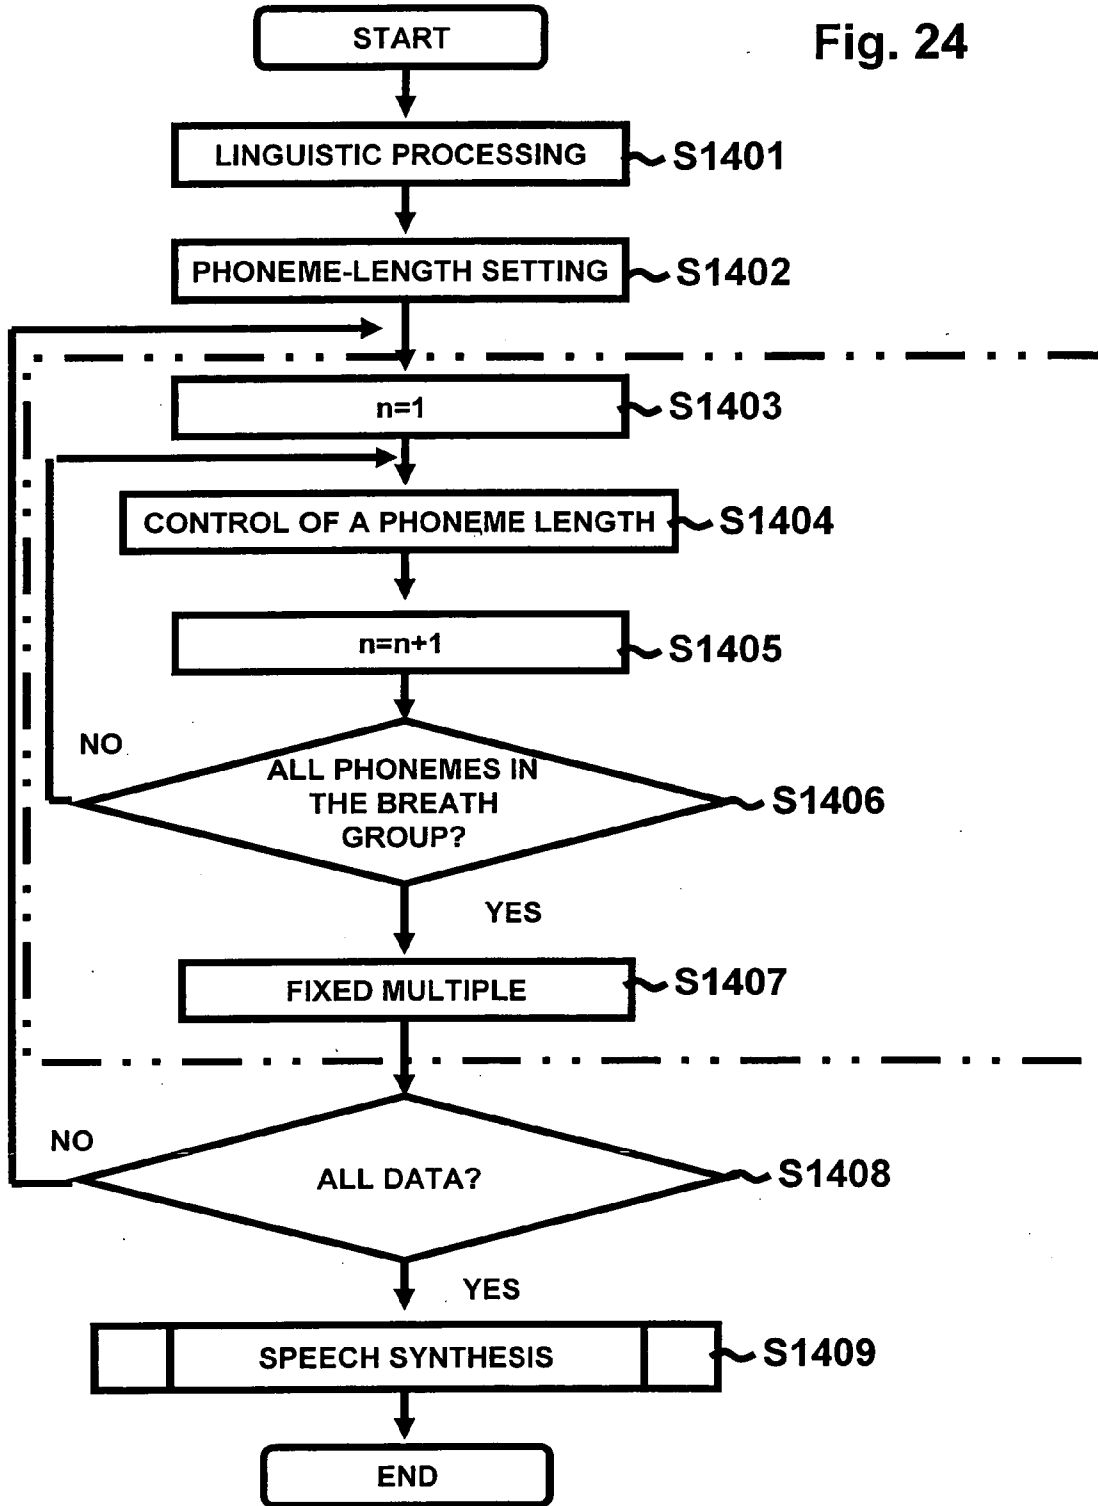 START
Fig. 24
LINGUISTIC PROCESSING
S1401
PHONEME-LENGTH SETTING
S1402
n=1
S1403
CONTROL OF A PHONEME LENGTH
S1404
n=n+1
S1405
NO
ALL PHONEMES IN
THE BREATH
GROUP?
S1406
YES
FIXED MULTIPLE
S1407
NO
ALL DATA?
S1408
YES
SPEECH SYNTHESIS
S1409
END